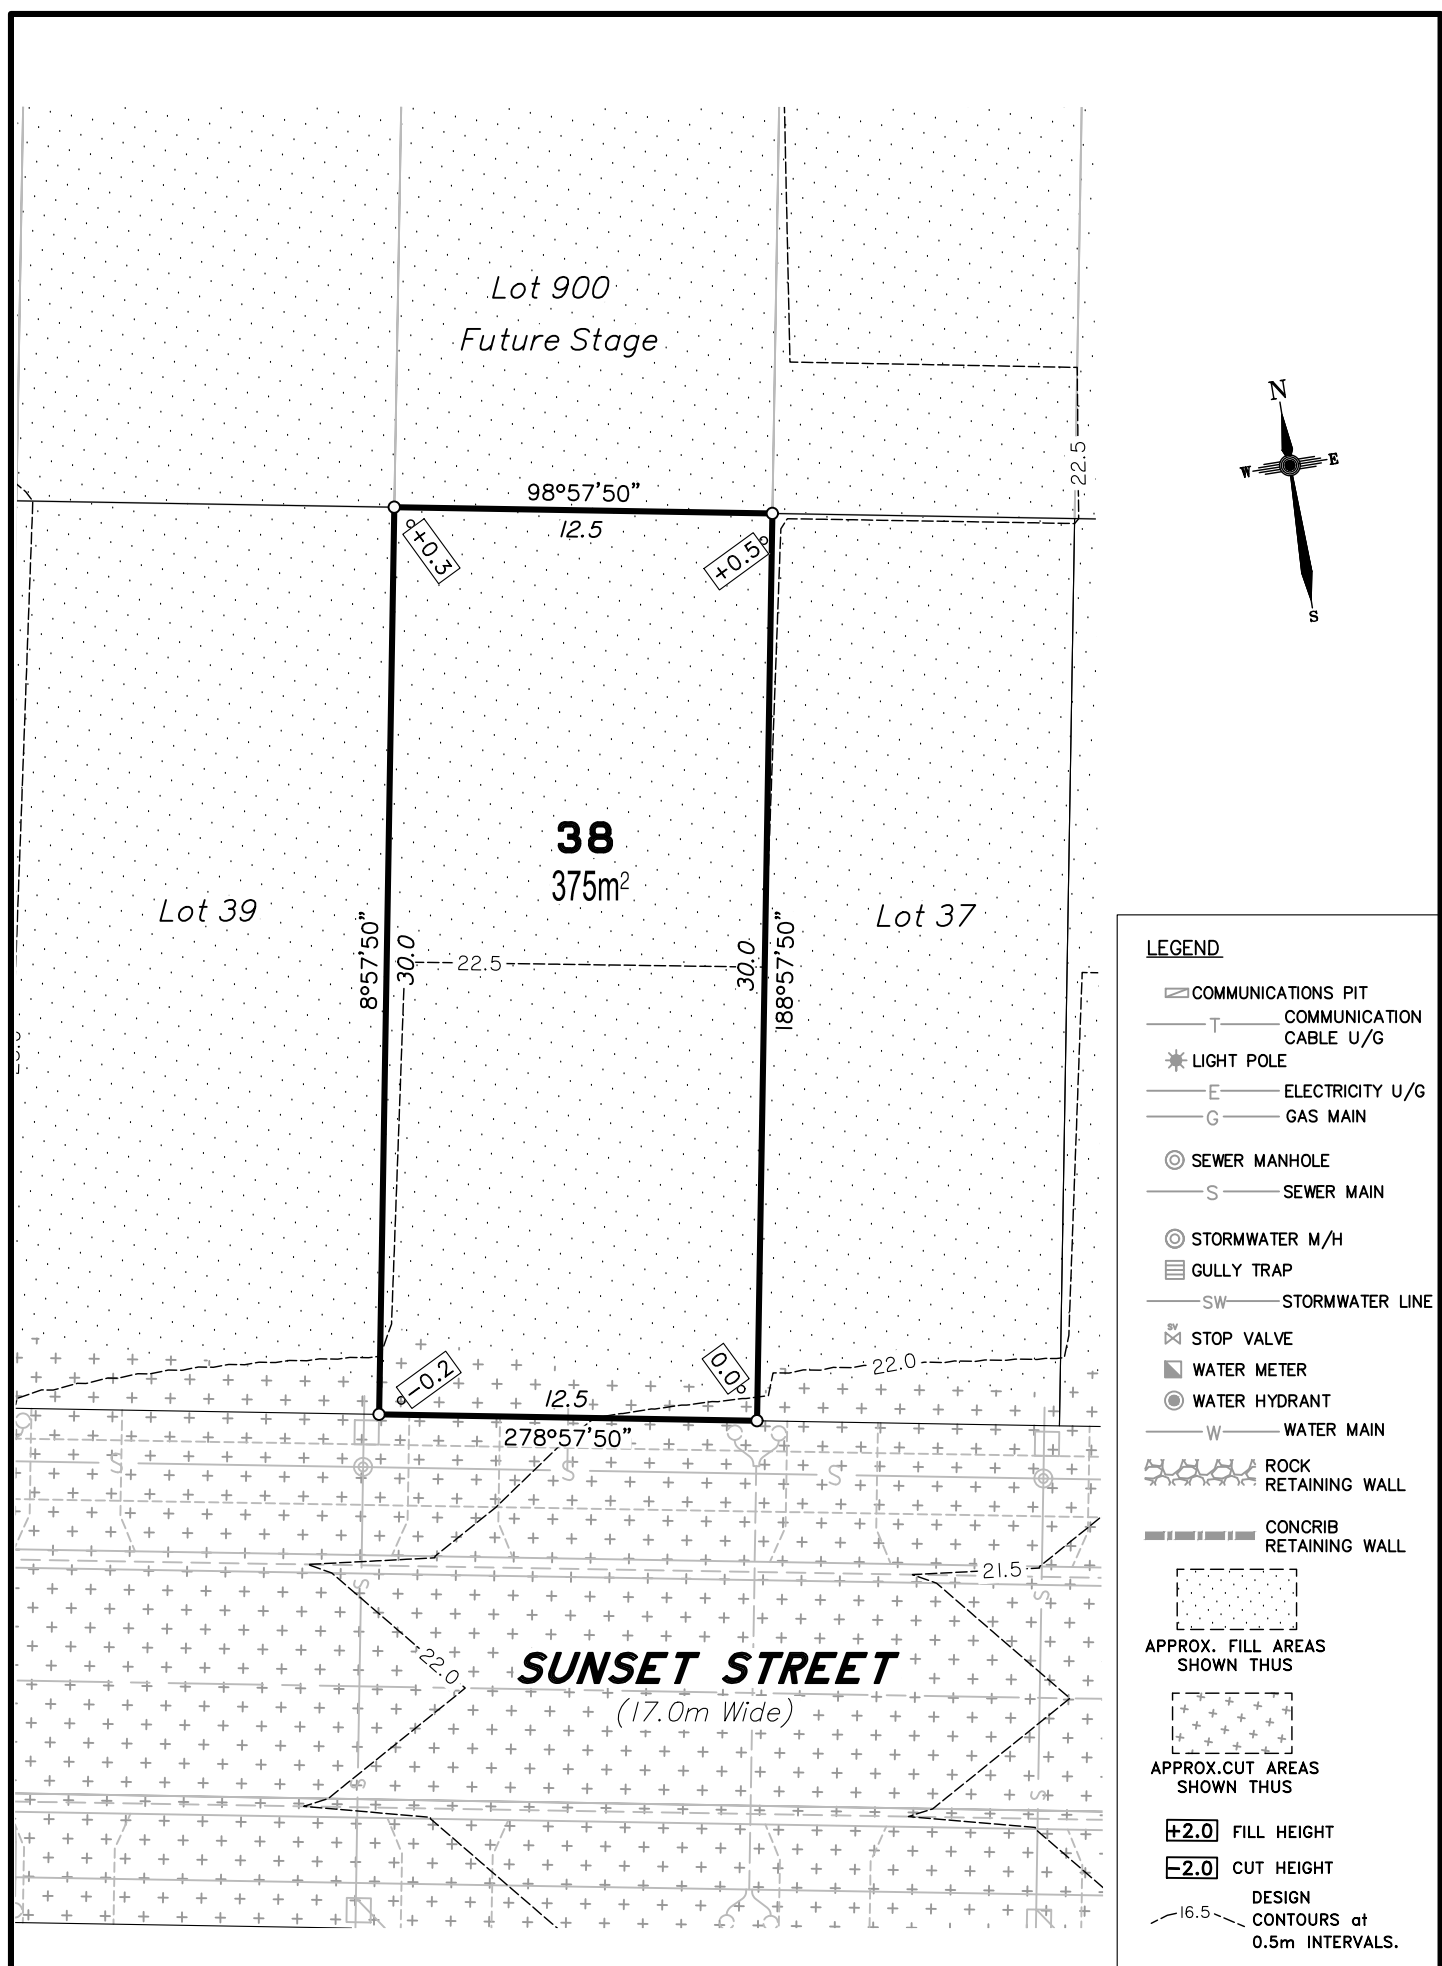 Lot 900
Future Stage
N
W
E
S
22.5
98°57'50"
12.5
+0.3
+0.5
38
375m²
Lot 39
Lot 37
8°57'50"
30.0
22.5
30.0
188°57'50"
-0.2
12.5
0.0
22.0
278°57'50"
S
S
S
21.5
S
S
22.0
SUNSET STREET
(17.0m Wide)
S
S
LEGEND
COMMUNICATIONS PIT
T
COMMUNICATION
CABLE U/G
LIGHT POLE
E
ELECTRICITY U/G
G
GAS MAIN
SEWER MANHOLE
S
SEWER MAIN
STORMWATER M/H
GULLY TRAP
SW
STORMWATER LINE
SV
STOP VALVE
WATER METER
WATER HYDRANT
W
WATER MAIN
ROCK
RETAINING WALL
CONCRIB
RETAINING WALL
APPROX. FILL AREAS
SHOWN THUS
APPROX.CUT AREAS
SHOWN THUS
+2.0 FILL HEIGHT
-2.0 CUT HEIGHT
16.5
DESIGN
CONTOURS at
0.5m INTERVALS.